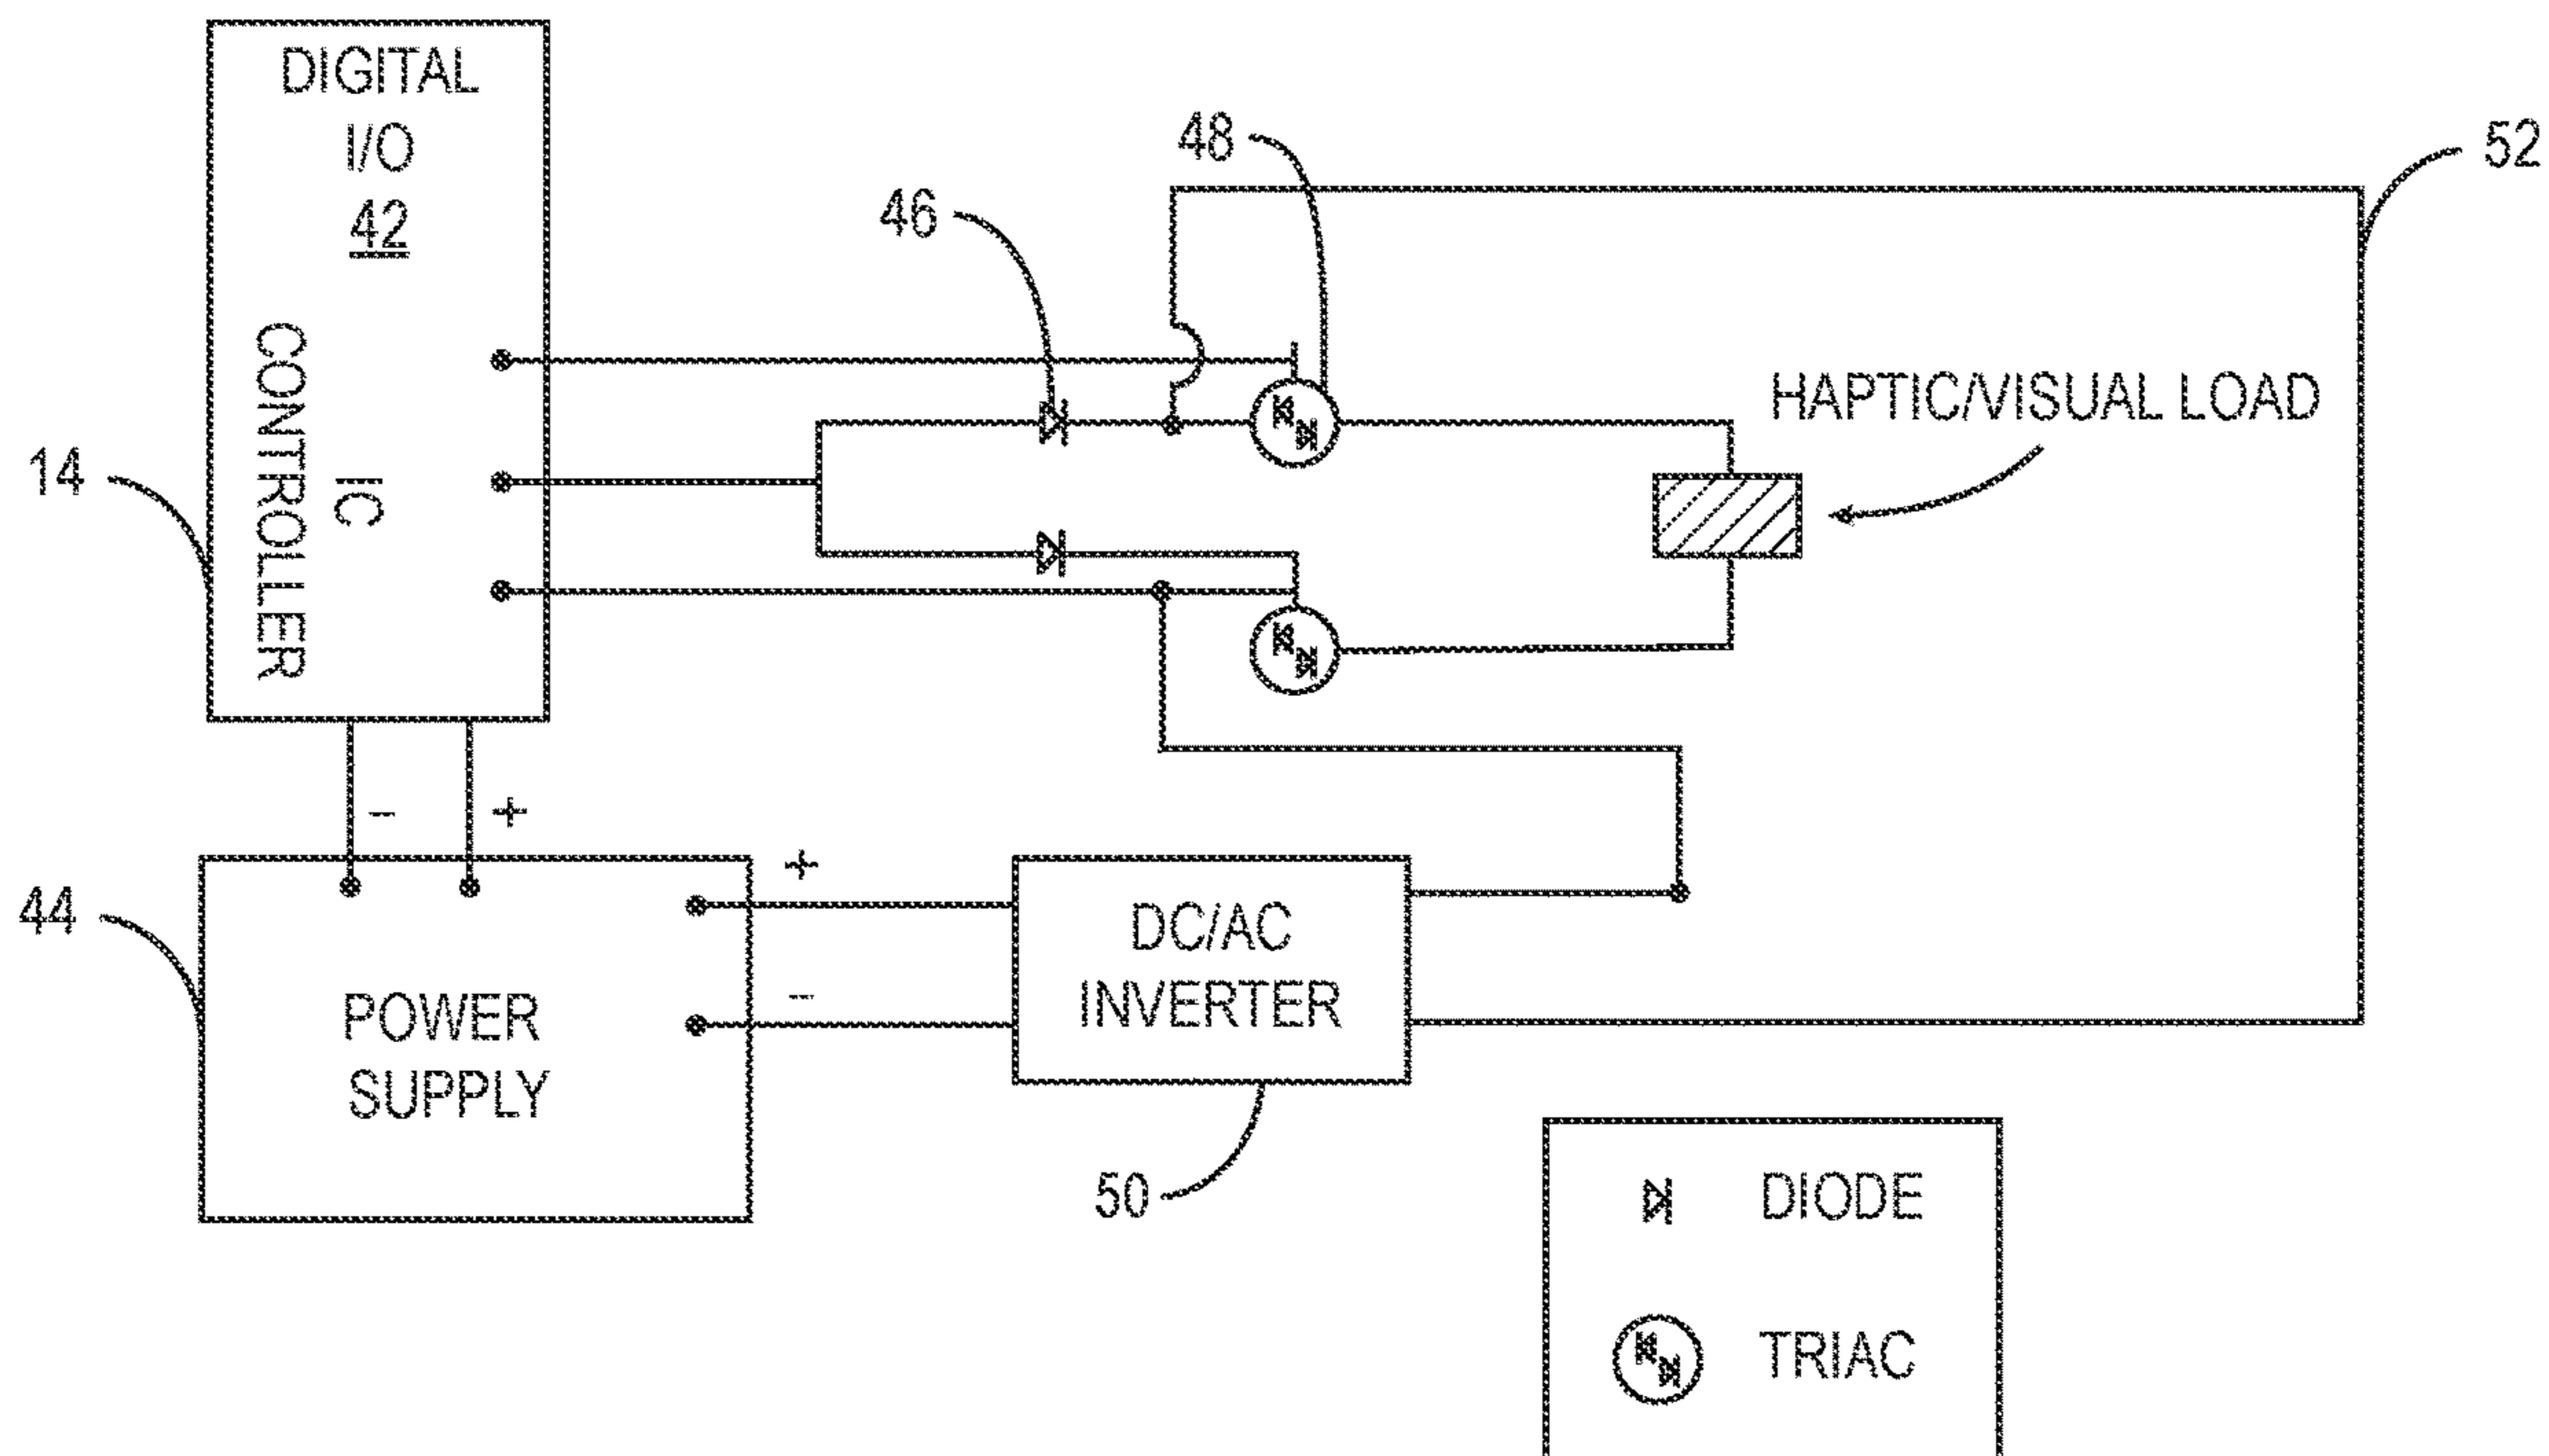 DIGITAL
I/O
42
IC
CONTROLLER
14
46
48
52
HAPTIC/VISUAL LOAD
−
+
44
POWER
SUPPLY
+
−
DC/AC
INVERTER
50
DIODE
TRIAC